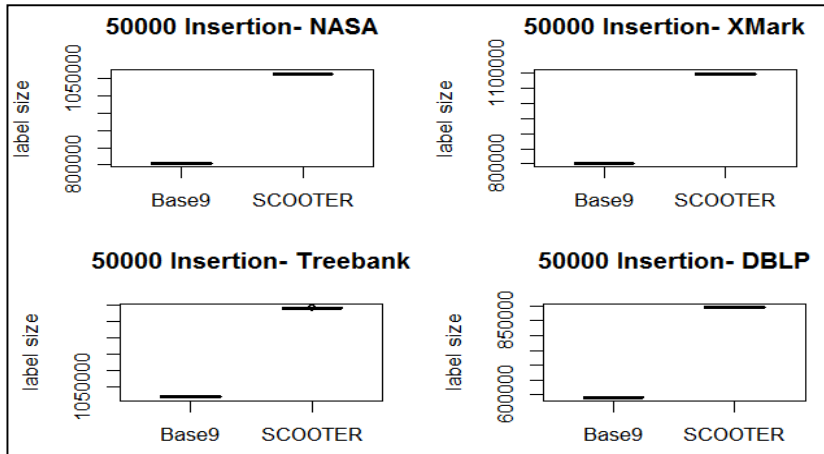 50000 Insertion- NASA
label size
1050000
800000
Base9 SCOOTER
50000 Insertion- XMark
label size
1100000
800000
Base9 SCOOTER
50000 Insertion- Treebank
label size
1050000
Base9 SCOOTER
50000 Insertion- DBLP
label size
850000
600000
Base9 SCOOTER